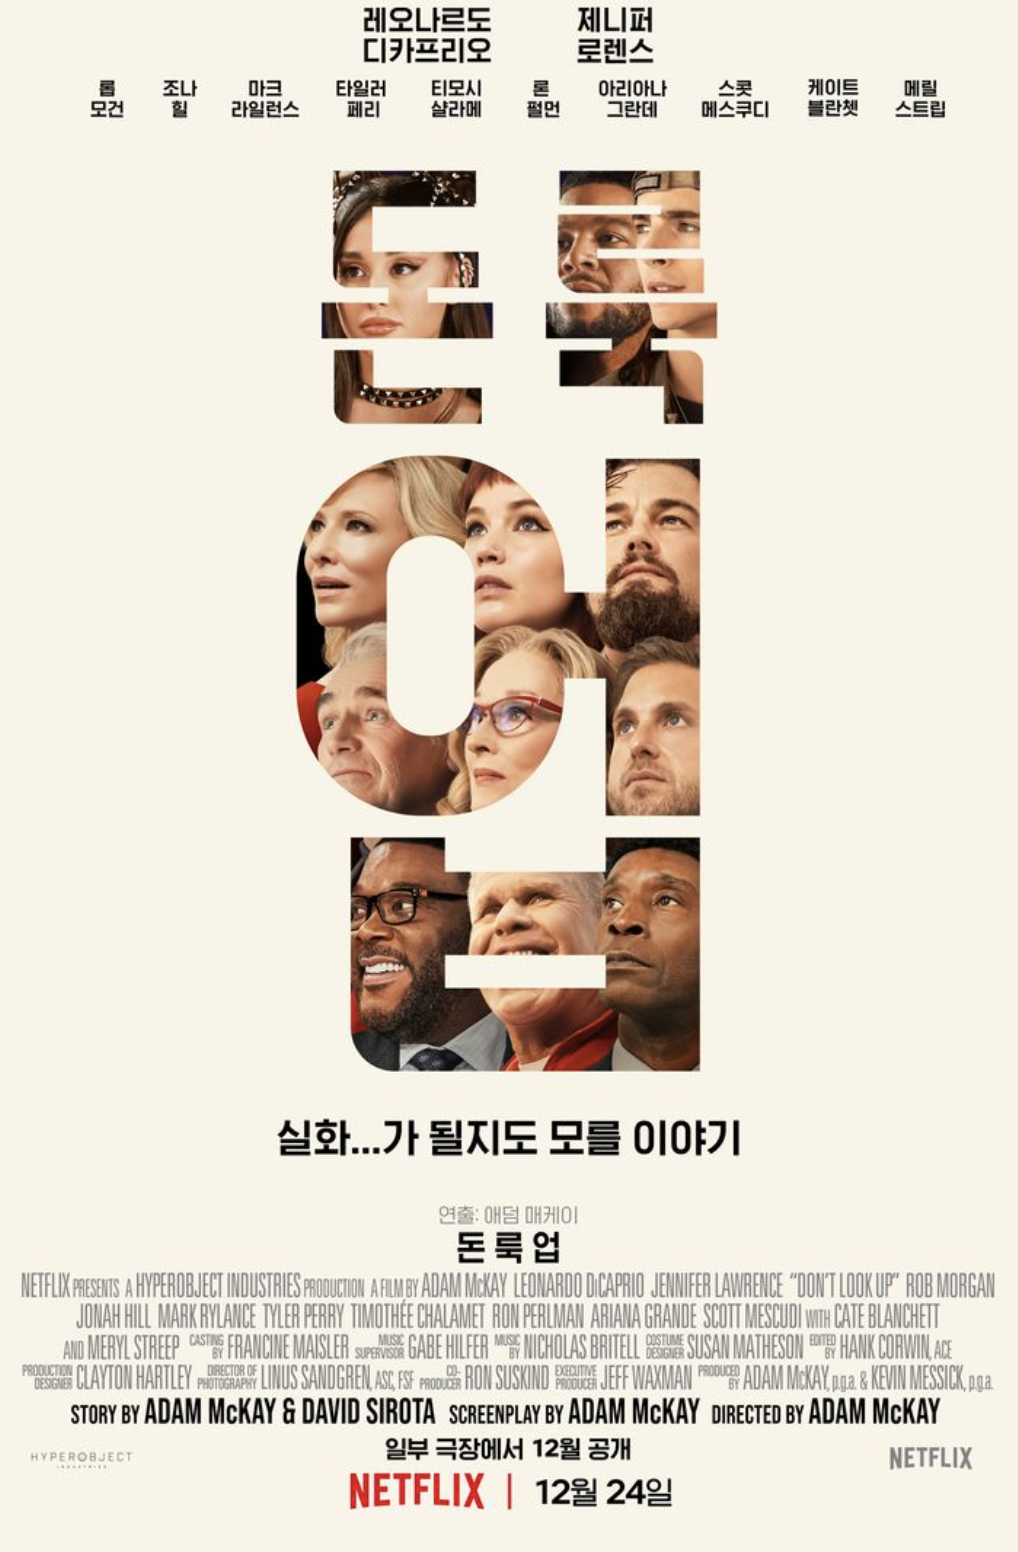 레오나르도 디카프리오
제니퍼 로렌스
롭 모건
조나 힐
마크 라일런스
타일러 페리
티모시 샬라메
론 펄먼
아리아나 그란데
스콧 메스쿠디
케이트 블란쳇
메릴 스트립
돈 룩
업
실화...가 될지도 모를 이야기
연출: 애덤 매케이
돈 룩 업
NETFLIX PRESENTS A HYPEROBJECT INDUSTRIES PRODUCTION A FILM BY ADAM McKAY LEONARDO DiCAPRIO JENNIFER LAWRENCE “DON'T LOOK UP” ROB MORGAN
JONAH HILL MARK RYLANCE TYLER PERRY TIMOTHÉE CHALAMET RON PERLMAN ARIANA GRANDE SCOTT MESCUDI WITH CATE BLANCHETT
AND MERYL STREEP CASTING BY FRANCINE MAISLER MUSIC SUPERVISOR GABE HILFER MUSIC BY NICHOLAS BRITELL COSTUME DESIGNER SUSAN MATHESON EDITED BY HANK CORWIN, ACE
PRODUCTION DESIGNER CLAYTON HARTLEY DIRECTOR OF PHOTOGRAPHY LINUS SANDGREN, ASC, FSF CO-PRODUCER RON SUSKIND EXECUTIVE PRODUCER JEFF WAXMAN PRODUCED BY ADAM McKAY, p.g.a. & KEVIN MESSICK, p.g.a.
STORY BY ADAM McKAY & DAVID SIROTA SCREENPLAY BY ADAM McKAY DIRECTED BY ADAM McKAY
HYPEROBJECT
INDUSTRIES
일부 극장에서 12월 공개
NETFLIX
NETFLIX | 12월 24일